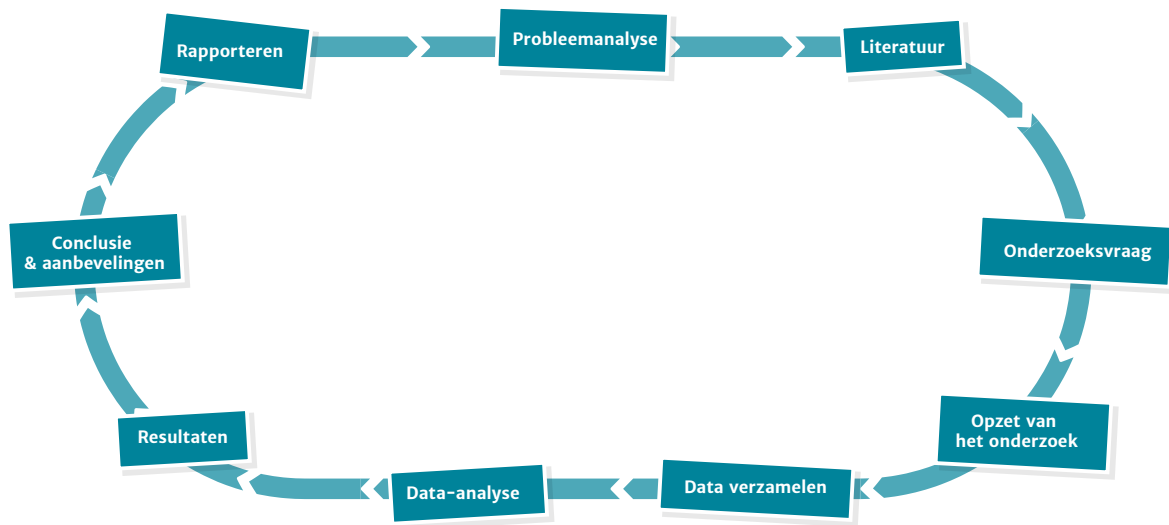 Probleemanalyse
Literatuur
Onderzoeksvraag
Opzet van
het onderzoek
Data verzamelen
Data-analyse
Resultaten
Conclusie
& aanbevelingen
Rapporteren